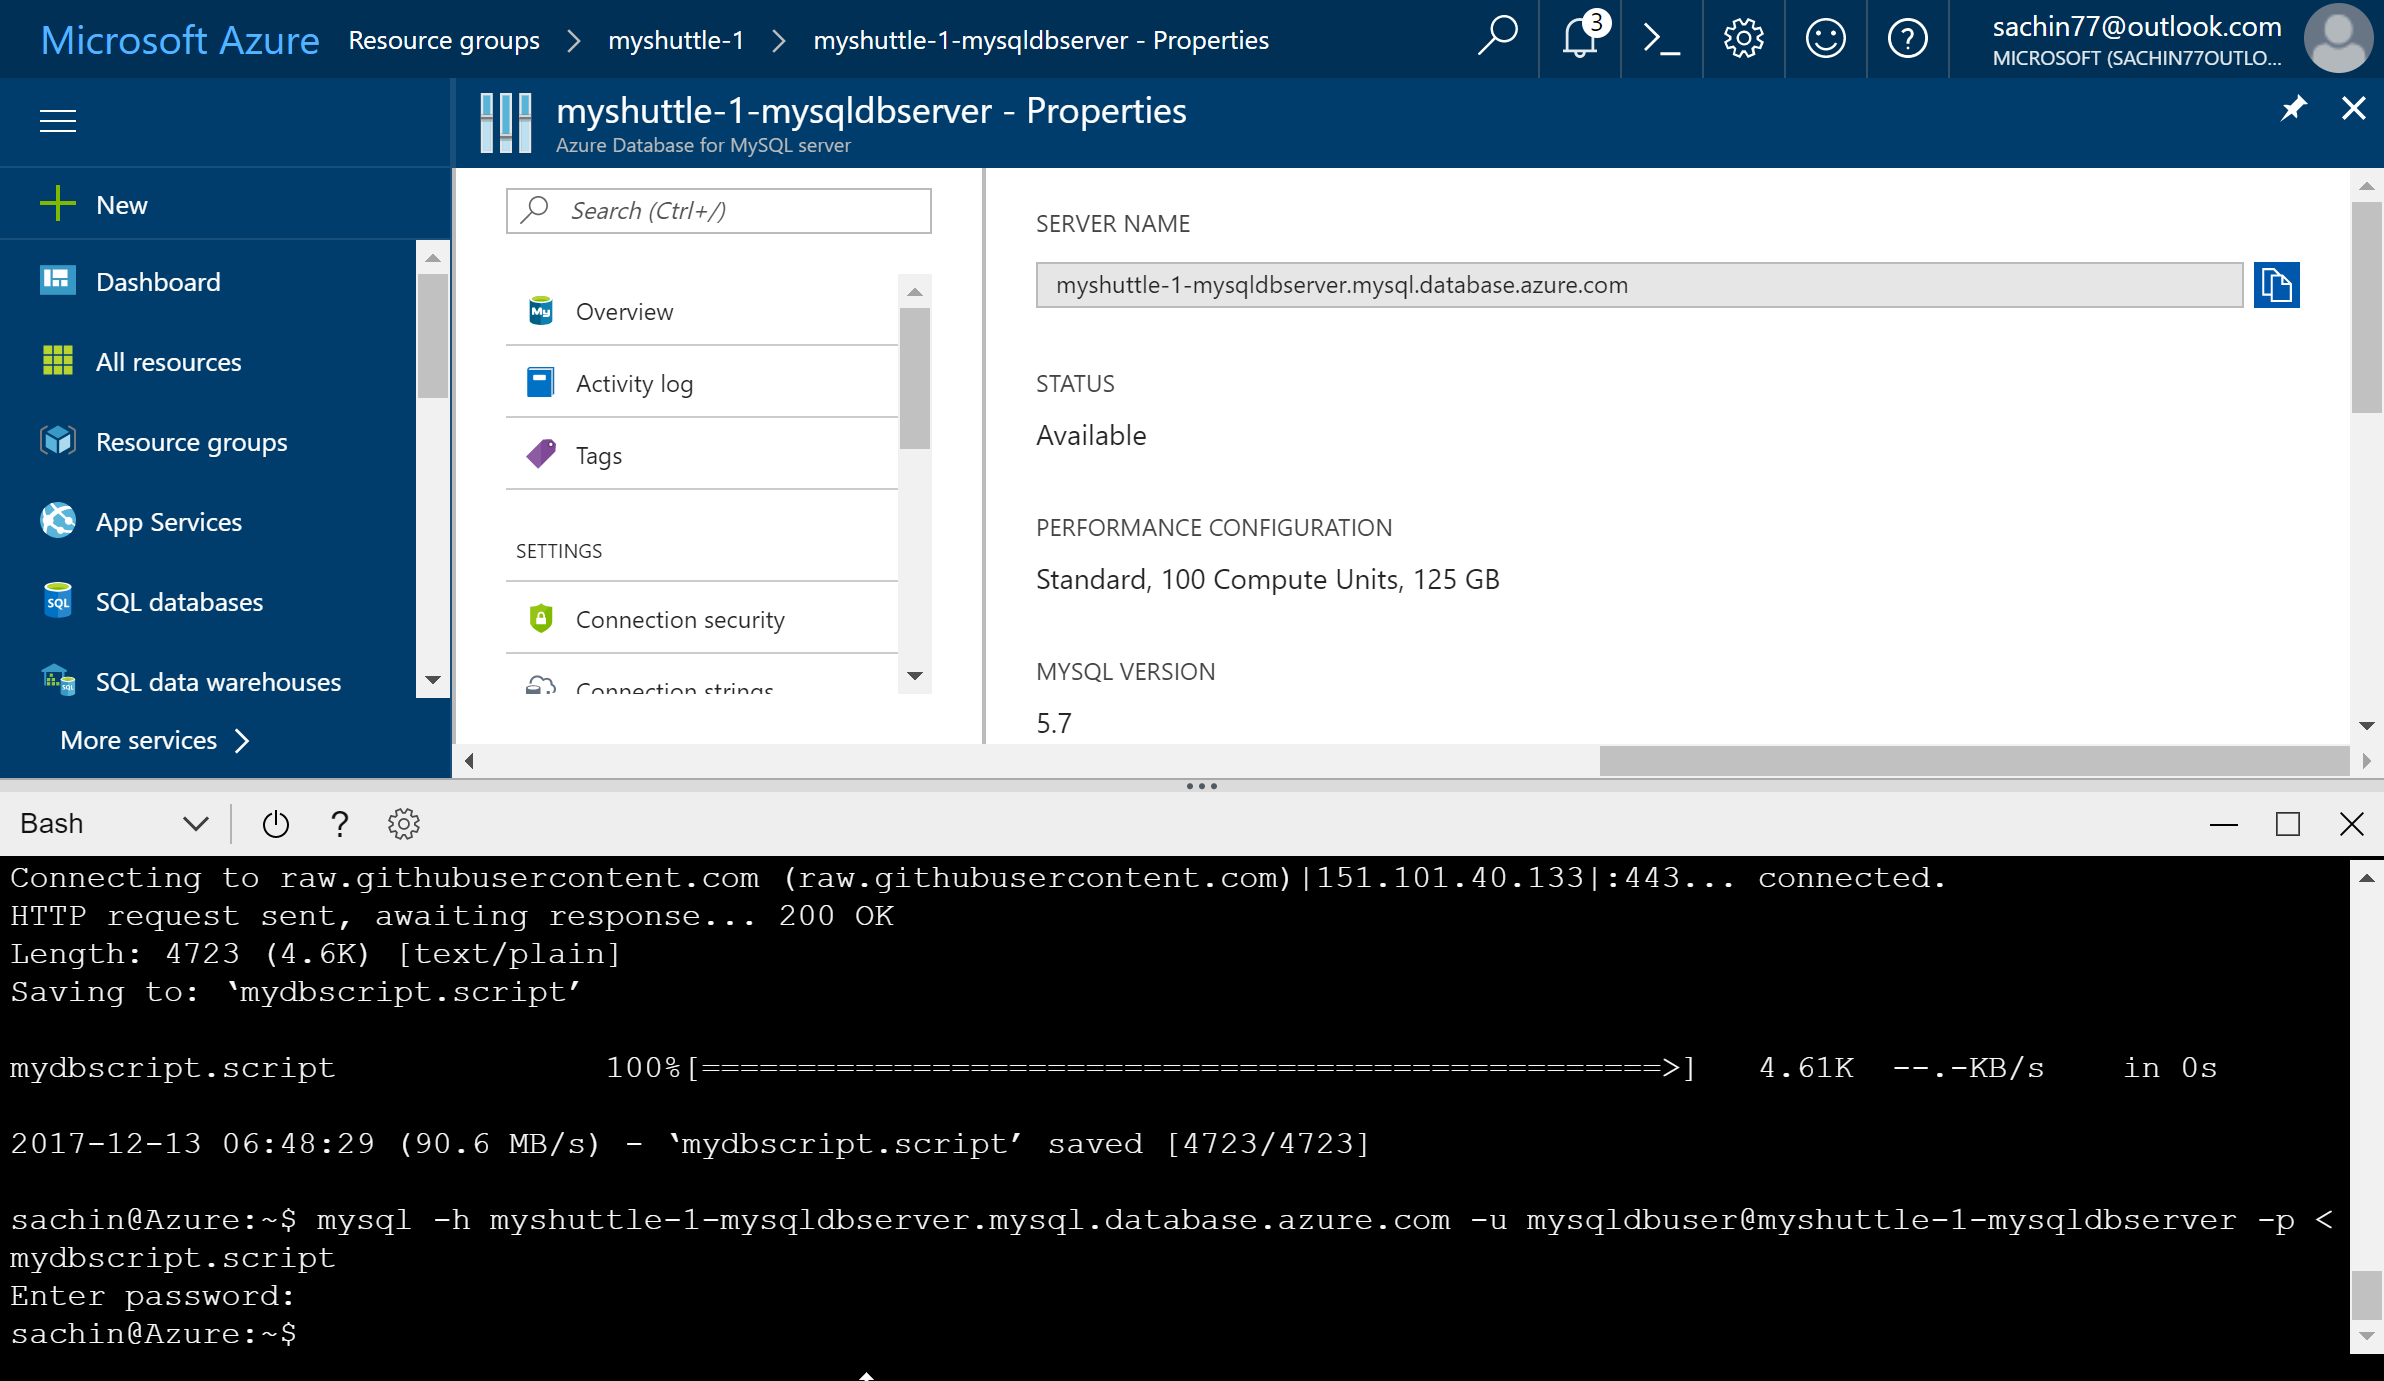 Microsoft Azure Resource groups > myshuttle-1 > myshuttle-1-mysqldbserver - Properties
3
sachin77@outlook.com
MICROSOFT (SACHIN77OUTLO...
myshuttle-1-mysqldbserver - Properties
Azure Database for MySQL server
New
Dashboard
All resources
Resource groups
App Services
SQL
SQL databases
SQL data warehouses
More services >
Search (Ctrl+/)
My
Overview
Activity log
Tags
SETTINGS
Connection security
Connection strings
SERVER NAME
myshuttle-1-mysqldbserver.mysql.database.azure.com
STATUS
Available
PERFORMANCE CONFIGURATION
Standard, 100 Compute Units, 125 GB
MYSQL VERSION
5.7
Bash ?
Connecting to raw.githubusercontent.com (raw.githubusercontent.com)|151.101.40.133|:443... connected.
HTTP request sent, awaiting response... 200 OK
Length: 4723 (4.6K) [text/plain]
Saving to: ‘mydbscript.script’
mydbscript.script 100%[==================================================>] 4.61K --.-KB/s in 0s
2017-12-13 06:48:29 (90.6 MB/s) - ‘mydbscript.script’ saved [4723/4723]
sachin@Azure:~$ mysql -h myshuttle-1-mysqldbserver.mysql.database.azure.com -u mysqldbuser@myshuttle-1-mysqldbserver -p <
mydbscript.script
Enter password:
sachin@Azure:~$